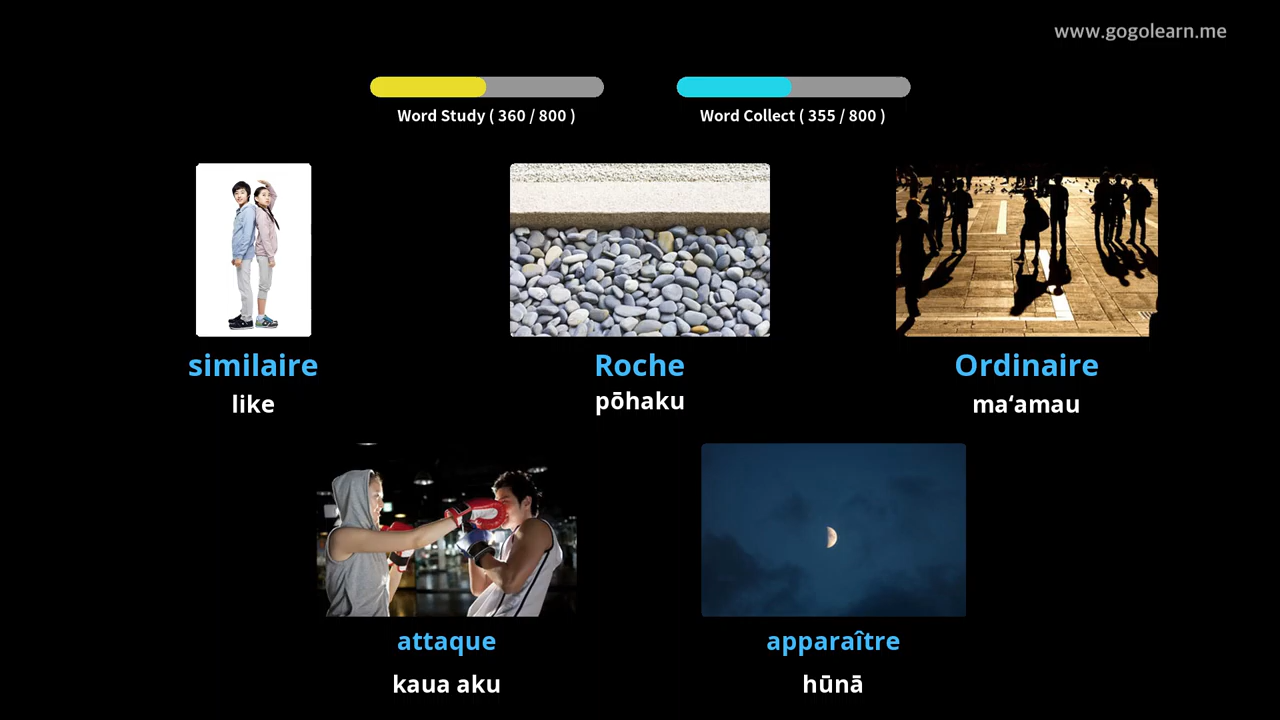 www.gogolearn.me
Word Study ( 360 / 800 )
Word Collect ( 355 / 800 )
similaire
like
Roche
pōhaku
Ordinaire
maʻamau
attaque
kaua aku
apparaître
hūnā